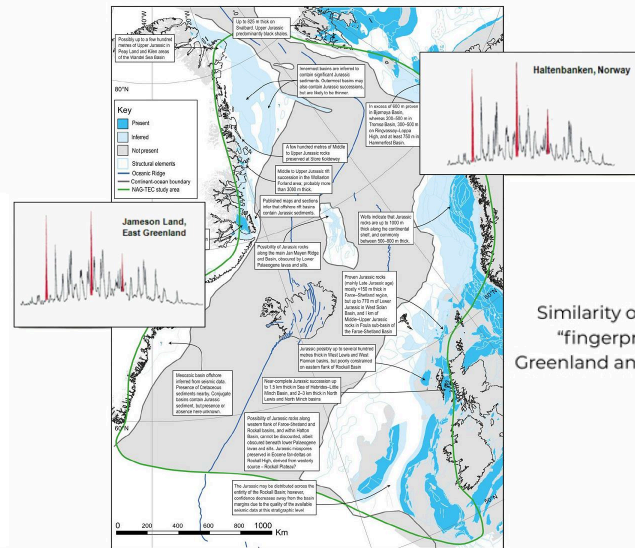 40°W
20°W
Up to 625 m thick on
Svalbard. Upper Jurassic
predominantly black shales.
Possibly up to a few hundred
metres of Upper Jurassic in
Peary Land and Kilen areas
of the Wandel Sea Basin
80°N
Innermost basins are inferred to
contain significant Jurassic
sediments. Outermost basins may
also contain Jurassic successions,
but are likely to be thinner.
Haltenbanken, Norway
Key
Present
Inferred
Not present
Structural elements
Oceanic Ridge
Continent-ocean boundary
NAG-TEC study area
In excess of 600 m proven in
Bjørnøya Basin,
whereas 200–500 m in
Tromsø Basin, 300–500 m
on Ringvassøy-Loppa
High, and at least 750 m in
Hammerfest Basin.
A few hundred metres of Middle
to Upper Jurassic rocks
preserved at Store Koldewey
Middle to Upper Jurassic rift
succession in the Wollaston
Forland area; probably more
than 3000 m thick.
Published maps and sections
infer that offshore rift basins
contain Jurassic sediments.
Jameson Land,
East Greenland
Wells indicate that Jurassic
rocks are up to 1000 m
thick along the continental
shelf, and commonly
between 500–800 m thick.
Possibility of Jurassic rocks
along the main Jan Mayen Ridge
and Basin, obscured by Lower
Palaeogene lavas and sills.
Proven Jurassic rocks
(mainly Late Jurassic age)
mostly <150 m thick in
Faroe–Shetland region,
but up to 770 m of Lower
Jurassic in West Solan
Basin, and 1km of
Middle–Upper Jurassic
rocks in Foula sub-basin of
the Faroe-Shetland Basin
60°N
Similarity o
"fingerpr
Greenland an
Jurassic possibly up to several hundred
metres thick in West Lewis and West
Flannan basins, but poorly constrained
on eastern flank of Rockall Basin
Mesozoic basin offshore
inferred from seismic data.
Presence of Cretaceous
sediments nearby. Conjugate
basins contain Jurassic
sediment, but presence or
absence here unknown.
Near-complete Jurassic succession up
to 1.5 km thick in Sea of Hebrides–Little
Minch Basin, and 2–3 km thick in North
Lewis and North Minch basins
60°N
Possibility of Jurassic rocks along
western flank of Faroe-Shetland and
Rockall basins, and within Hatton
Basin, cannot be discounted, albeit
obscured beneath lower Palaeogene
lavas and sills. Jurassic miospores
preserved in Eocene film deltas on
Rockall High, derived from westerly
source – Rockall Plateau?
The Jurassic may be distributed across the
entirety of the Rockall Basin; however,
confidence decreases away from the basin
margins due to the quality of the available
seismic data at this stratigraphic level
0 200 400 600 800 1000
Km